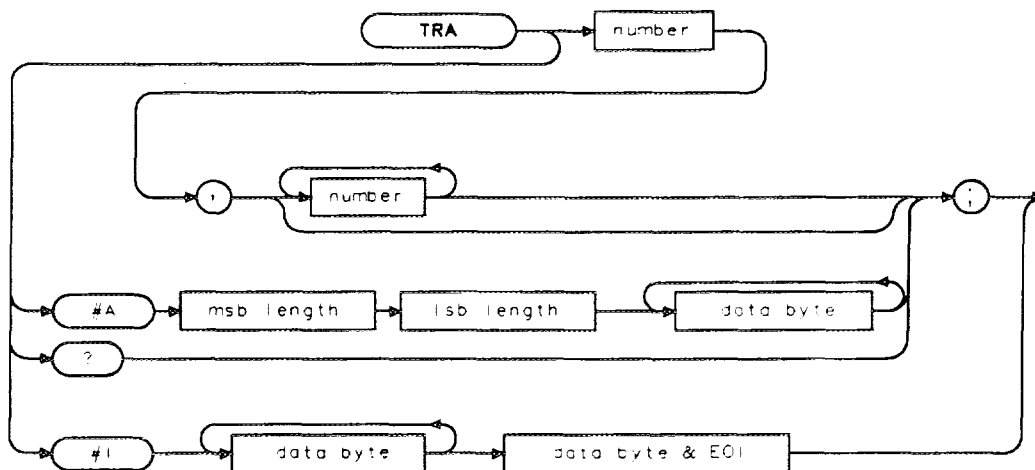 TRA number
, number ;
#A msb length lsb length data byte
?
#I data byte data byte & EOI